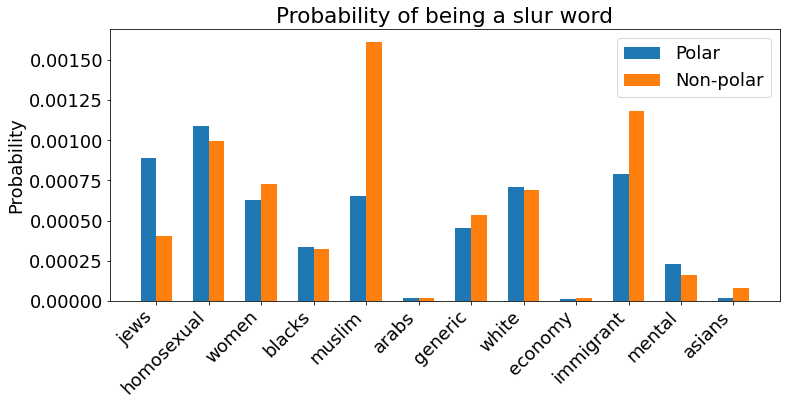 Probability of being a slur word
Polar
Non-polar
Probability
0.00150
0.00125
0.00100
0.00075
0.00050
0.00025
0.00000
jews
homosexual
women
blacks
muslim
arabs
generic
white
economy
immigrant
mental
asians